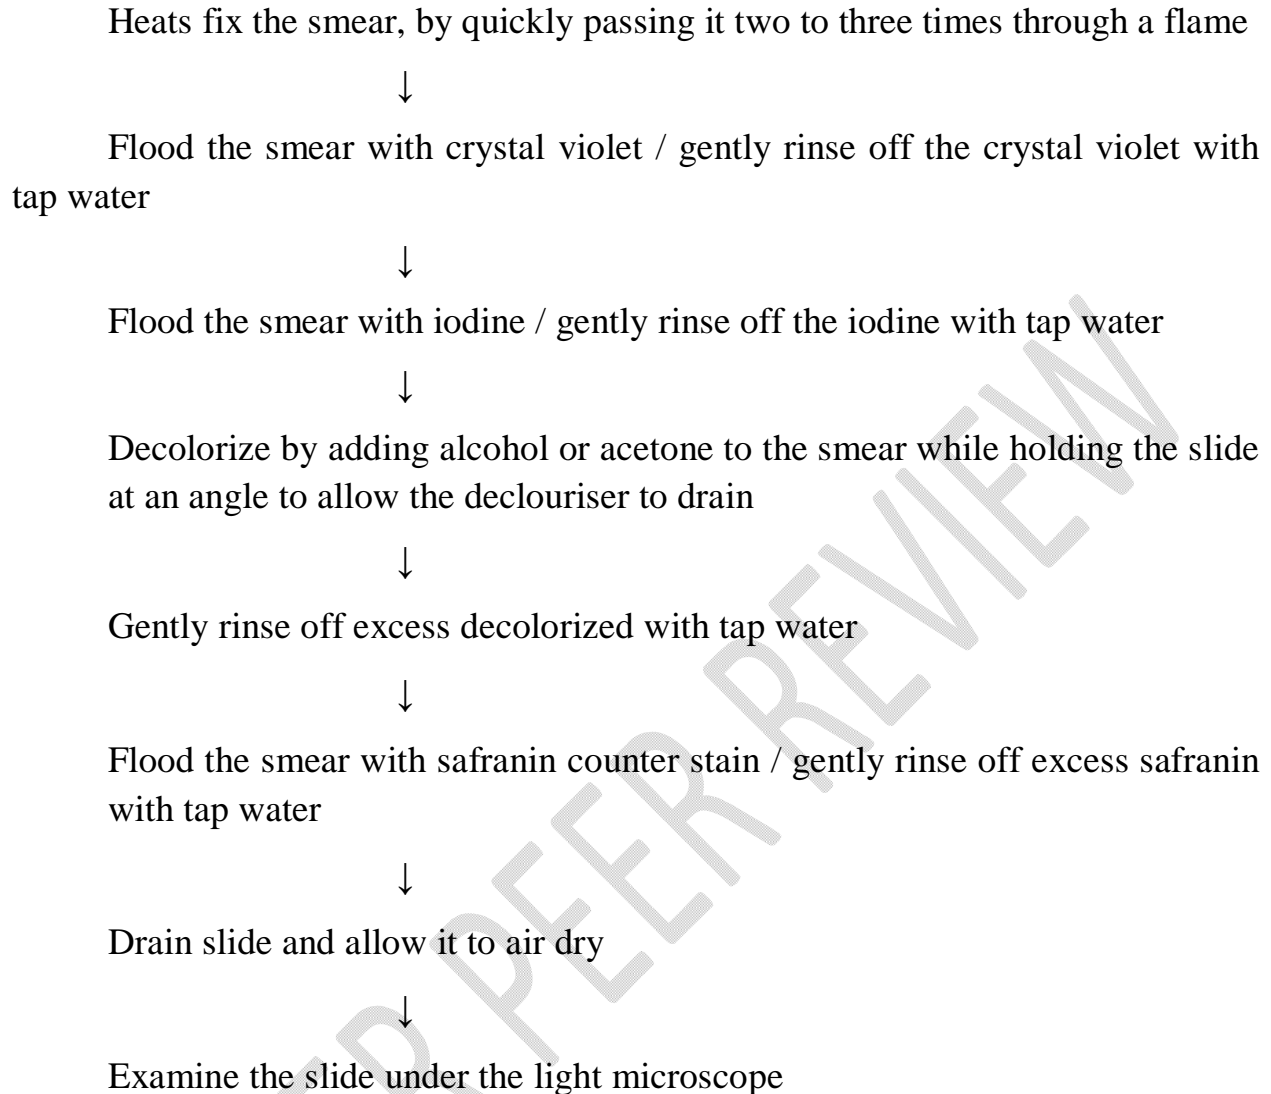 Heats fix the smear, by quickly passing it two to three times through a flame
↓
Flood the smear with crystal violet / gently rinse off the crystal violet with
tap water
↓
Flood the smear with iodine / gently rinse off the iodine with tap water
↓
Decolorize by adding alcohol or acetone to the smear while holding the slide
at an angle to allow the declouriser to drain
↓
Gently rinse off excess decolorized with tap water
↓
Flood the smear with safranin counter stain / gently rinse off excess safranin
with tap water
↓
Drain slide and allow it to air dry
↓
Examine the slide under the light microscope
ER PEER REVIEW